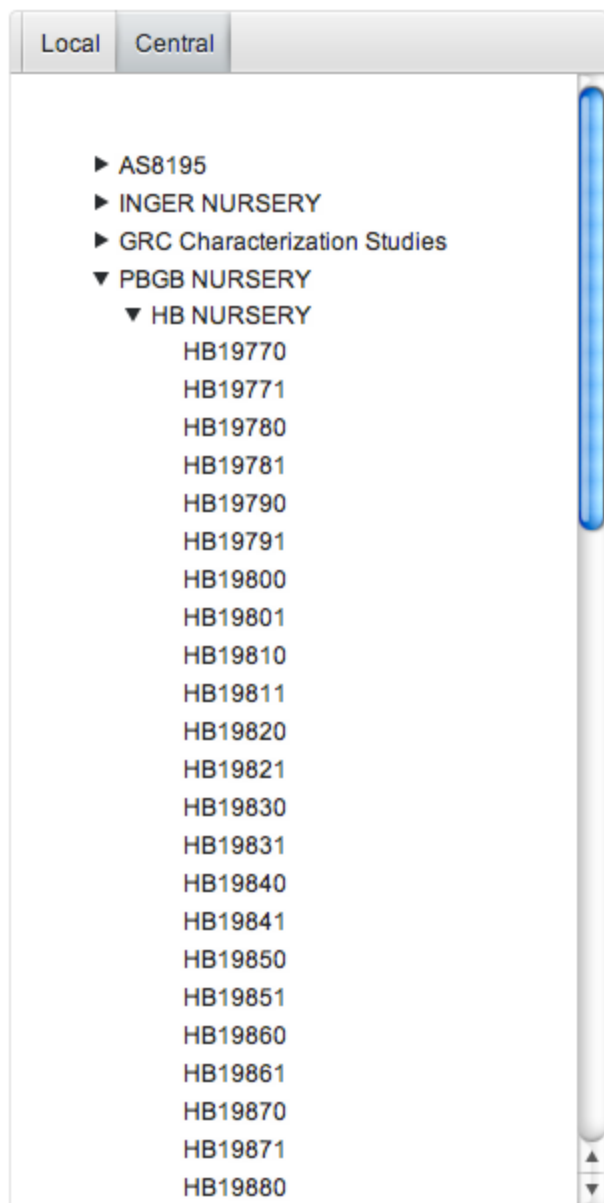 Local Central
AS8195
INGER NURSERY
GRC Characterization Studies
PBGB NURSERY
HB NURSERY
HB19770
HB19771
HB19780
HB19781
HB19790
HB19791
HB19800
HB19801
HB19810
HB19811
HB19820
HB19821
HB19830
HB19831
HB19840
HB19841
HB19850
HB19851
HB19860
HB19861
HB19870
HB19871
HB19880